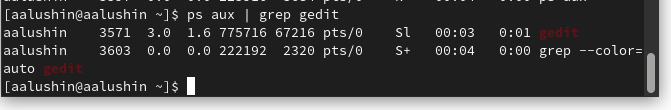 [aalushin@aalushin ~]$ ps aux | grep gedit
aalushin    3571  3.0  1.6 775716 67216 pts/0    Sl   00:03   0:01 gedit
aalushin    3603  0.0  0.0 222192  2320 pts/0    S+   00:04   0:00 grep --color=
auto gedit
[aalushin@aalushin ~]$